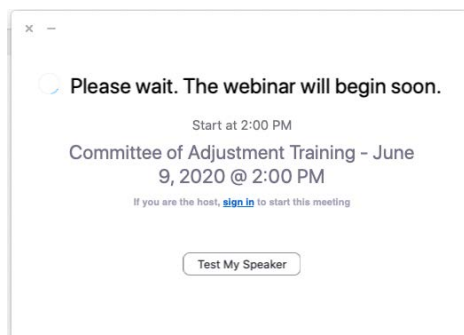 Please wait. The webinar will begin soon.
Start at 2:00 PM
Committee of Adjustment Training - June
9, 2020 @ 2:00 PM
If you are the host, sign in to start this meeting
Test My Speaker